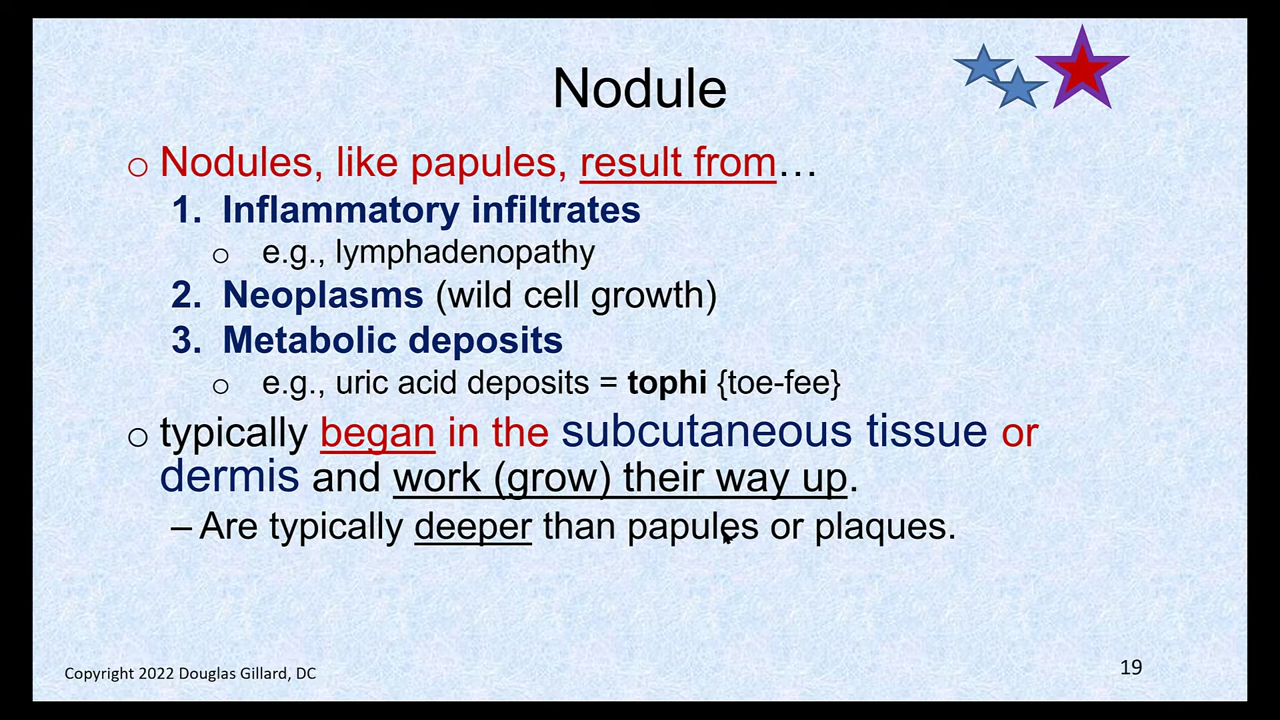 Nodule
o Nodules, like papules, result from…
1. Inflammatory infiltrates
o e.g., lymphadenopathy
2. Neoplasms (wild cell growth)
3. Metabolic deposits
o e.g., uric acid deposits = tophi {toe-fee}
o typically began in the subcutaneous tissue or
dermis and work (grow) their way up.
– Are typically deeper than papules or plaques.
Copyright 2022 Douglas Gillard, DC
19